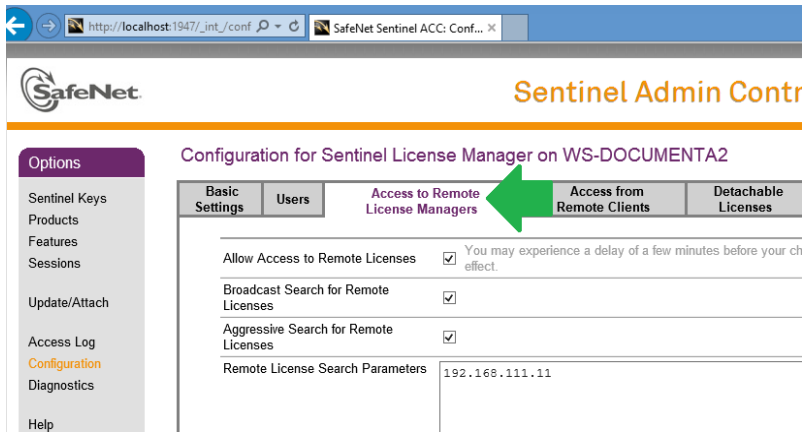 http://localhost:1947/_int_/conf
SafeNet Sentinel ACC: Conf...
SafeNet.
Sentinel Admin Contr
Options
Configuration for Sentinel License Manager on WS-DOCUMENTA2
Basic
Settings
Users
Access to Remote
License Managers
Access from
Remote Clients
Detachable
Licenses
Sentinel Keys
Products
Features
Sessions
Update/Attach
Access Log
Configuration
Diagnostics
Help
Allow Access to Remote Licenses
You may experience a delay of a few minutes before your ch
effect.
Broadcast Search for Remote
Licenses
Aggressive Search for Remote
Licenses
Remote License Search Parameters
192.168.111.11